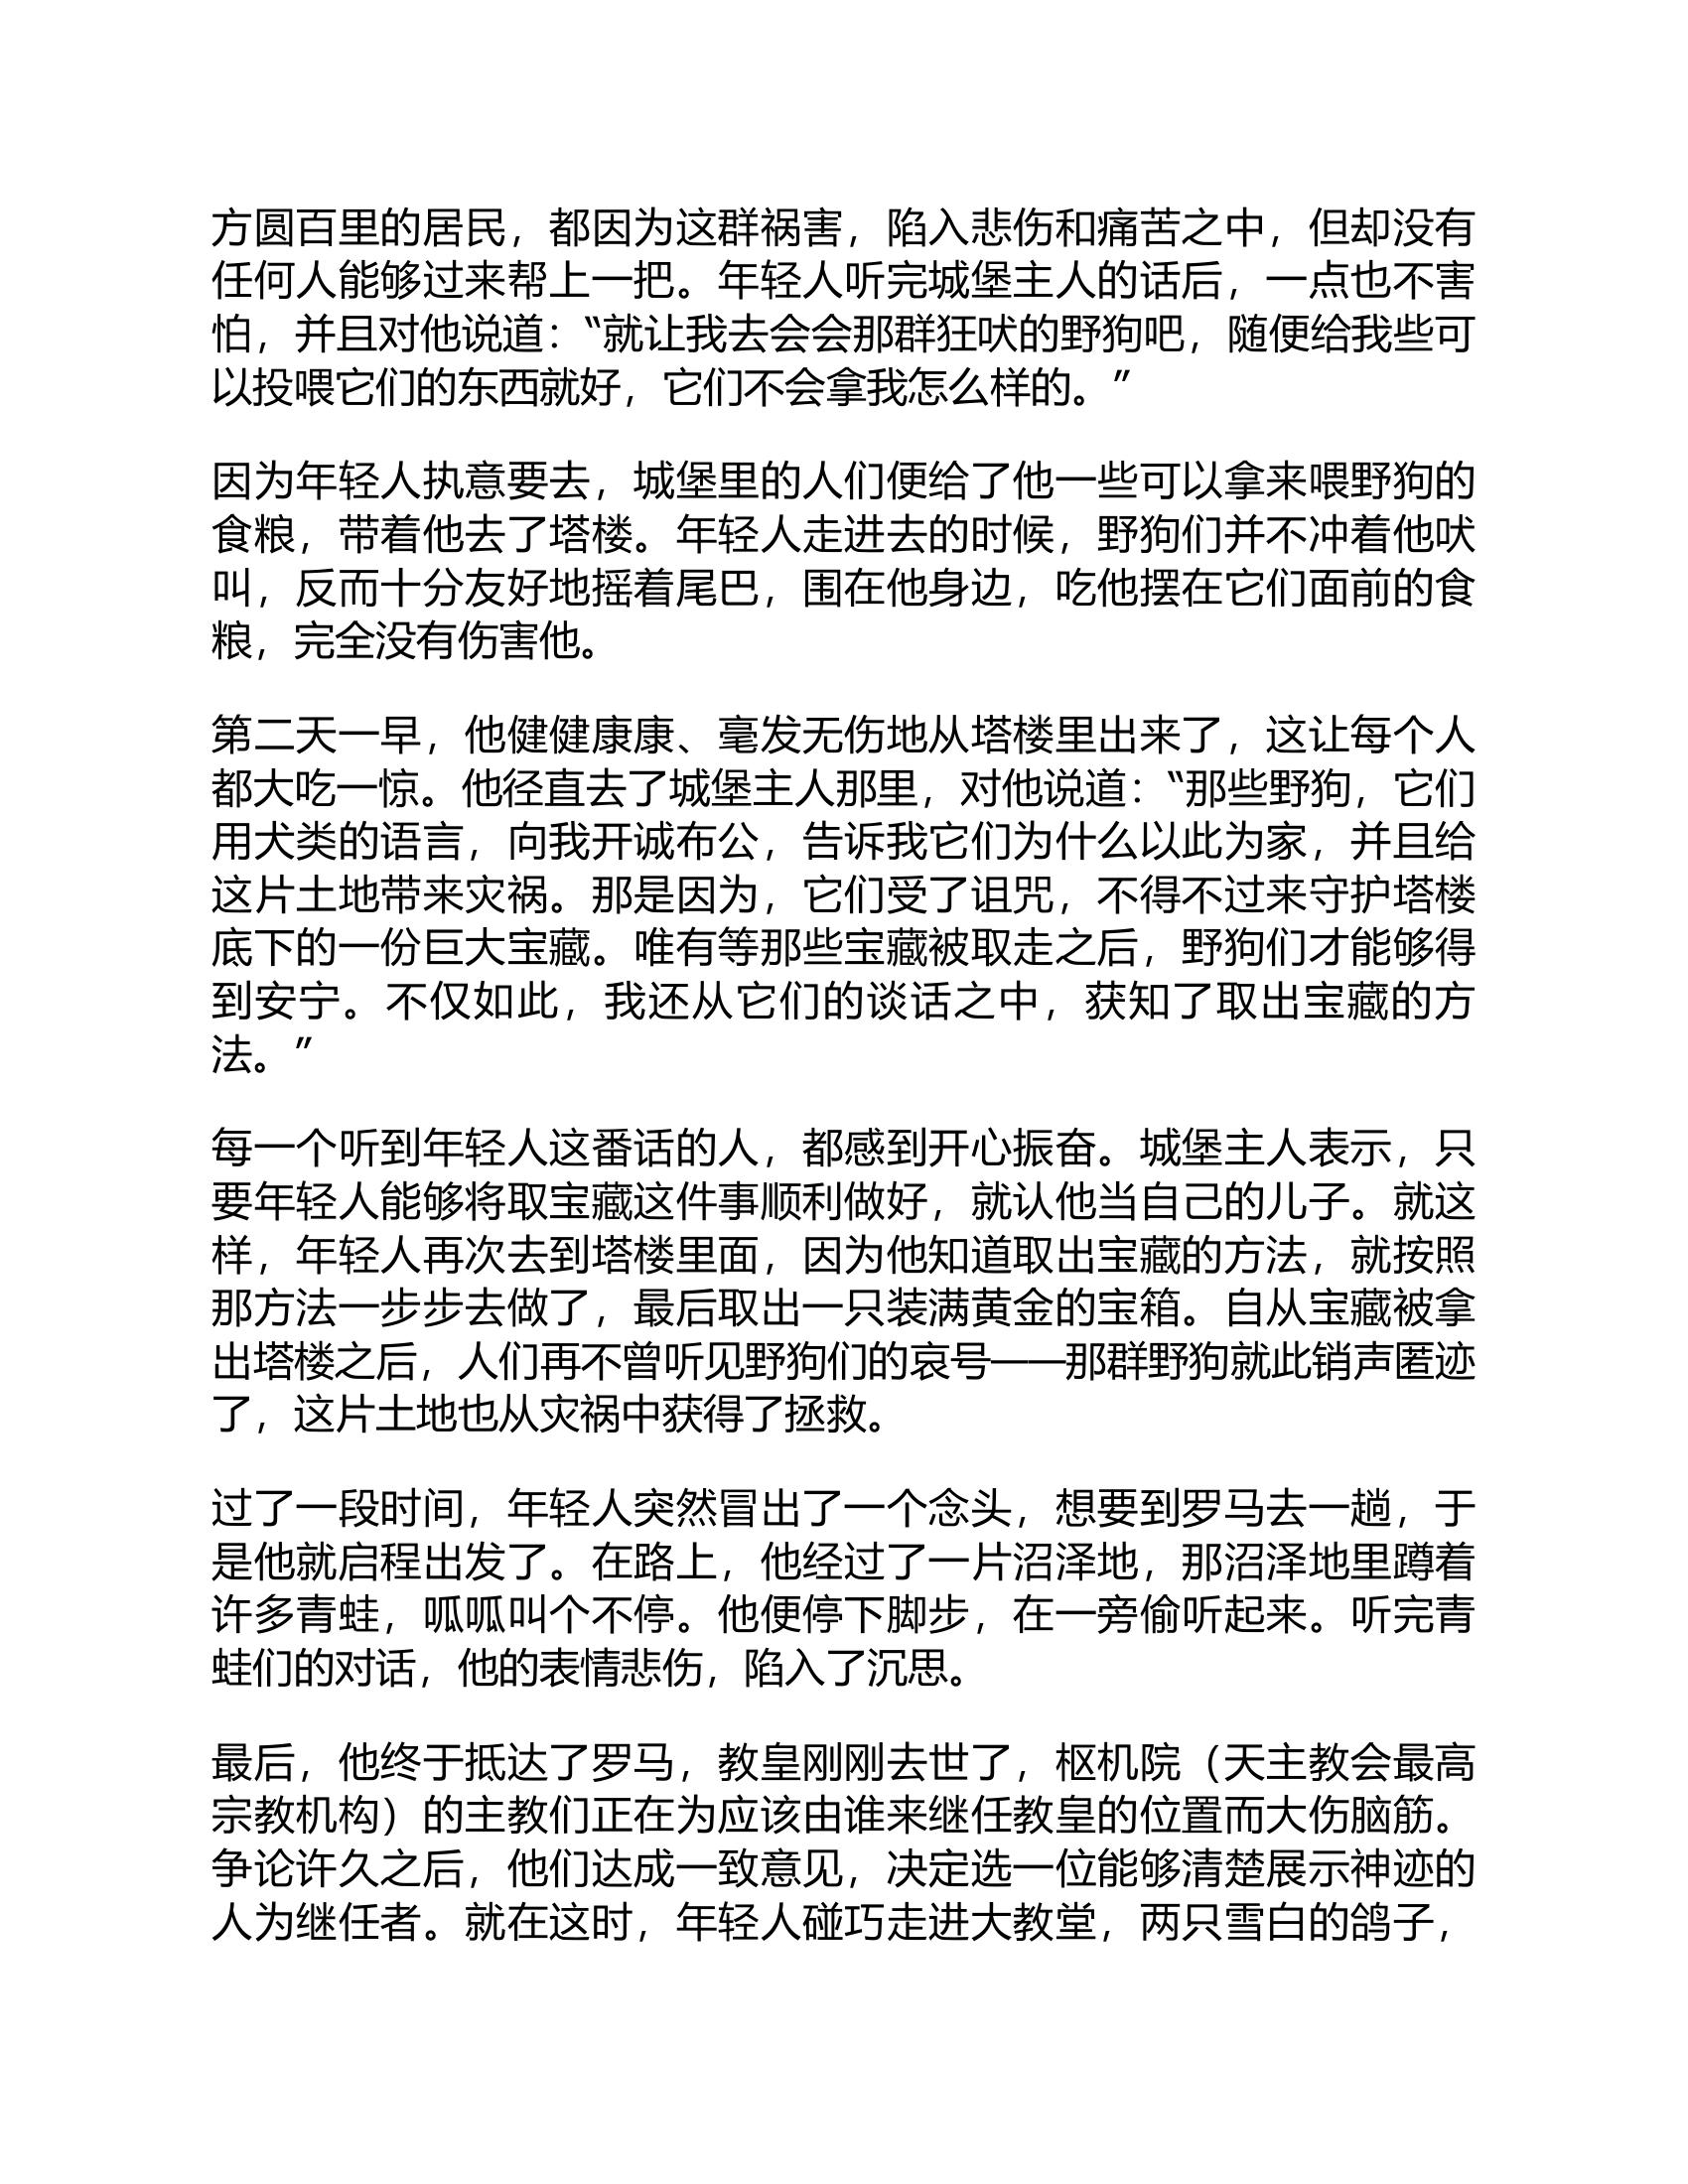 方圆百里的居民，都因为这群祸害，陷入悲伤和痛苦之中，但却没有
任何人能够过来帮上一把。年轻人听完城堡主人的话后，一点也不害
怕，并且对他说道：“就让我去会会那群狂吠的野狗吧，随便给我些可
以投喂它们的东西就好，它们不会拿我怎么样的。”
因为年轻人执意要去，城堡里的人们便给了他一些可以拿来喂野狗的
食粮，带着他去了塔楼。年轻人走进去的时候，野狗们并不冲着他吠
叫，反而十分友好地摇着尾巴，围在他身边，吃他摆在它们面前的食
粮，完全没有伤害他。
第二天一早，他健健康康、毫发无伤地从塔楼里出来了，这让每个人
都大吃一惊。他径直去了城堡主人那里，对他说道：“那些野狗，它们
用犬类的语言，向我开诚布公，告诉我它们为什么以此为家，并且给
这片土地带来灾祸。那是因为，它们受了诅咒，不得不过来守护塔楼
底下的一份巨大宝藏。唯有等那些宝藏被取走之后，野狗们才能够得
到安宁。不仅如此，我还从它们的谈话之中，获知了取出宝藏的方
法。”
每一个听到年轻人这番话的人，都感到开心振奋。城堡主人表示，只
要年轻人能够将取宝藏这件事顺利做好，就认他当自己的儿子。就这
样，年轻人再次去到塔楼里面，因为他知道取出宝藏的方法，就按照
那方法一步步去做了，最后取出一只装满黄金的宝箱。自从宝藏被拿
出塔楼之后，人们再不曾听见野狗们的哀号——那群野狗就此销声匿迹
了，这片土地也从灾祸中获得了拯救。
过了一段时间，年轻人突然冒出了一个念头，想要到罗马去一趟，于
是他就启程出发了。在路上，他经过了一片沼泽地，那沼泽地里蹲着
许多青蛙，呱呱叫个不停。他便停下脚步，在一旁偷听起来。听完青
蛙们的对话，他的表情悲伤，陷入了沉思。
最后，他终于抵达了罗马，教皇刚刚去世了，枢机院（天主教会最高
宗教机构）的主教们正在为应该由谁来继任教皇的位置而大伤脑筋。
争论许久之后，他们达成一致意见，决定选一位能够清楚展示神迹的
人为继任者。就在这时，年轻人碰巧走进大教堂，两只雪白的鸽子，